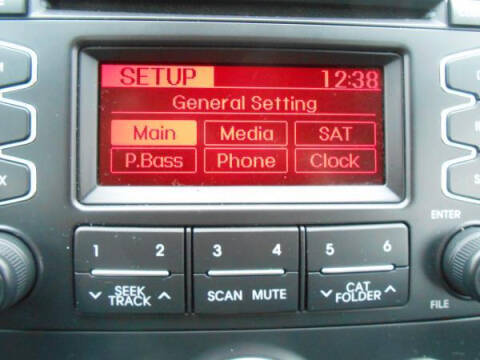 SETUP 12:38
General Setting
Main Media SAT
P.Bass Phone Clock
1 2 3 4 5 6
SEEK TRACK SCAN MUTE CAT FOLDER
ENTER
FILE
X